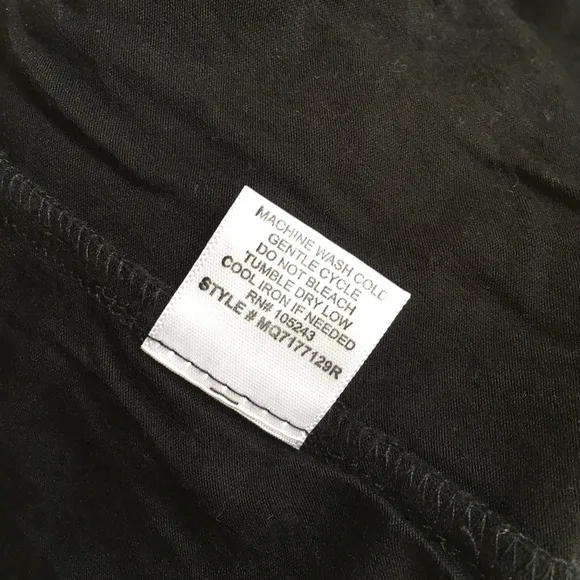 MACHINE WASH COLD
GENTLE CYCLE
DO NOT BLEACH
TUMBLE DRY LOW
COOL IRON IF NEEDED
RN# 105243
STYLE # MQ7177129R